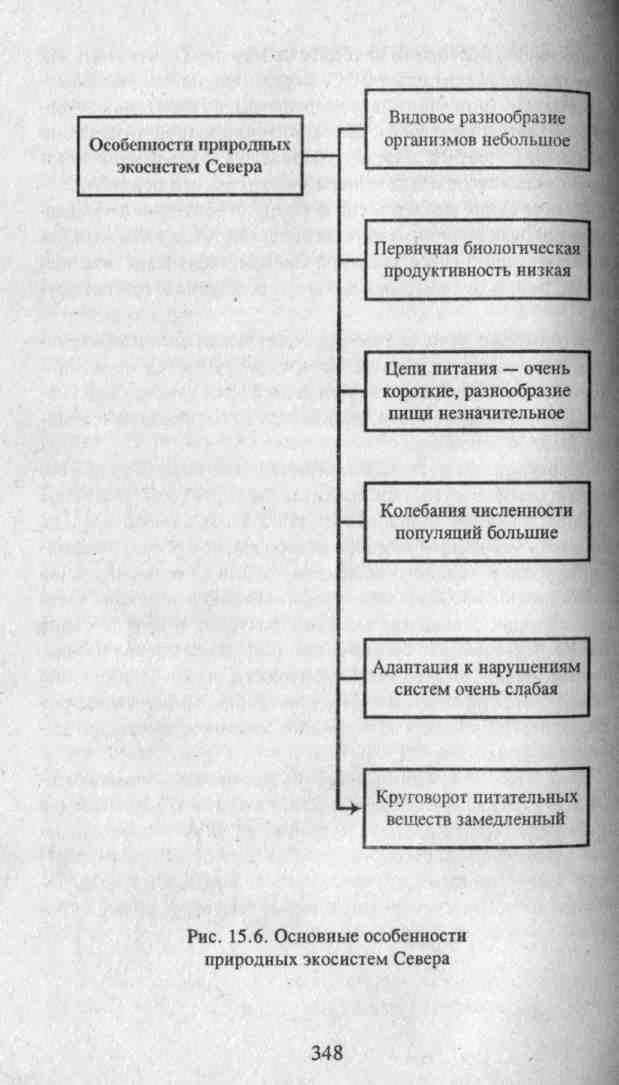 Особенности природных
экосистем Севера
Видовое разнообразие
организмов небольшое
Первичная биологическая
продуктивность низкая
Цепи питания — очень
короткие, разнообразие
пищи незначительное
Колебания численности
популяций большие
Адаптация к нарушениям
систем очень слабая
Круговорот питательных
веществ замедленный
Рис. 15.6. Основные особенности
природных экосистем Севера
348